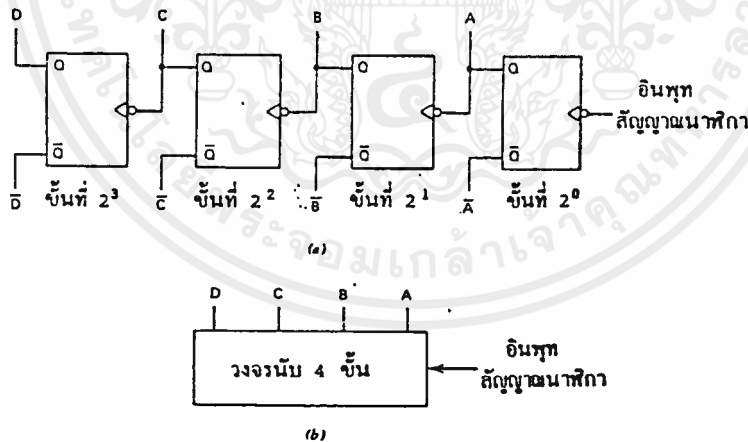 D C B A
Q Q Q Q
อินพุท
สัญญาณนาฬิกา
Q̅ Q̅ Q̅ Q̅
D̅ ขั้นที่ 2³ C̅ ขั้นที่ 2² B̅ ขั้นที่ 2¹ A̅ ขั้นที่ 2⁰
(a)
D C B A
วงจรนับ 4 ขั้น
อินพุท
สัญญาณนาฬิกา
(b)